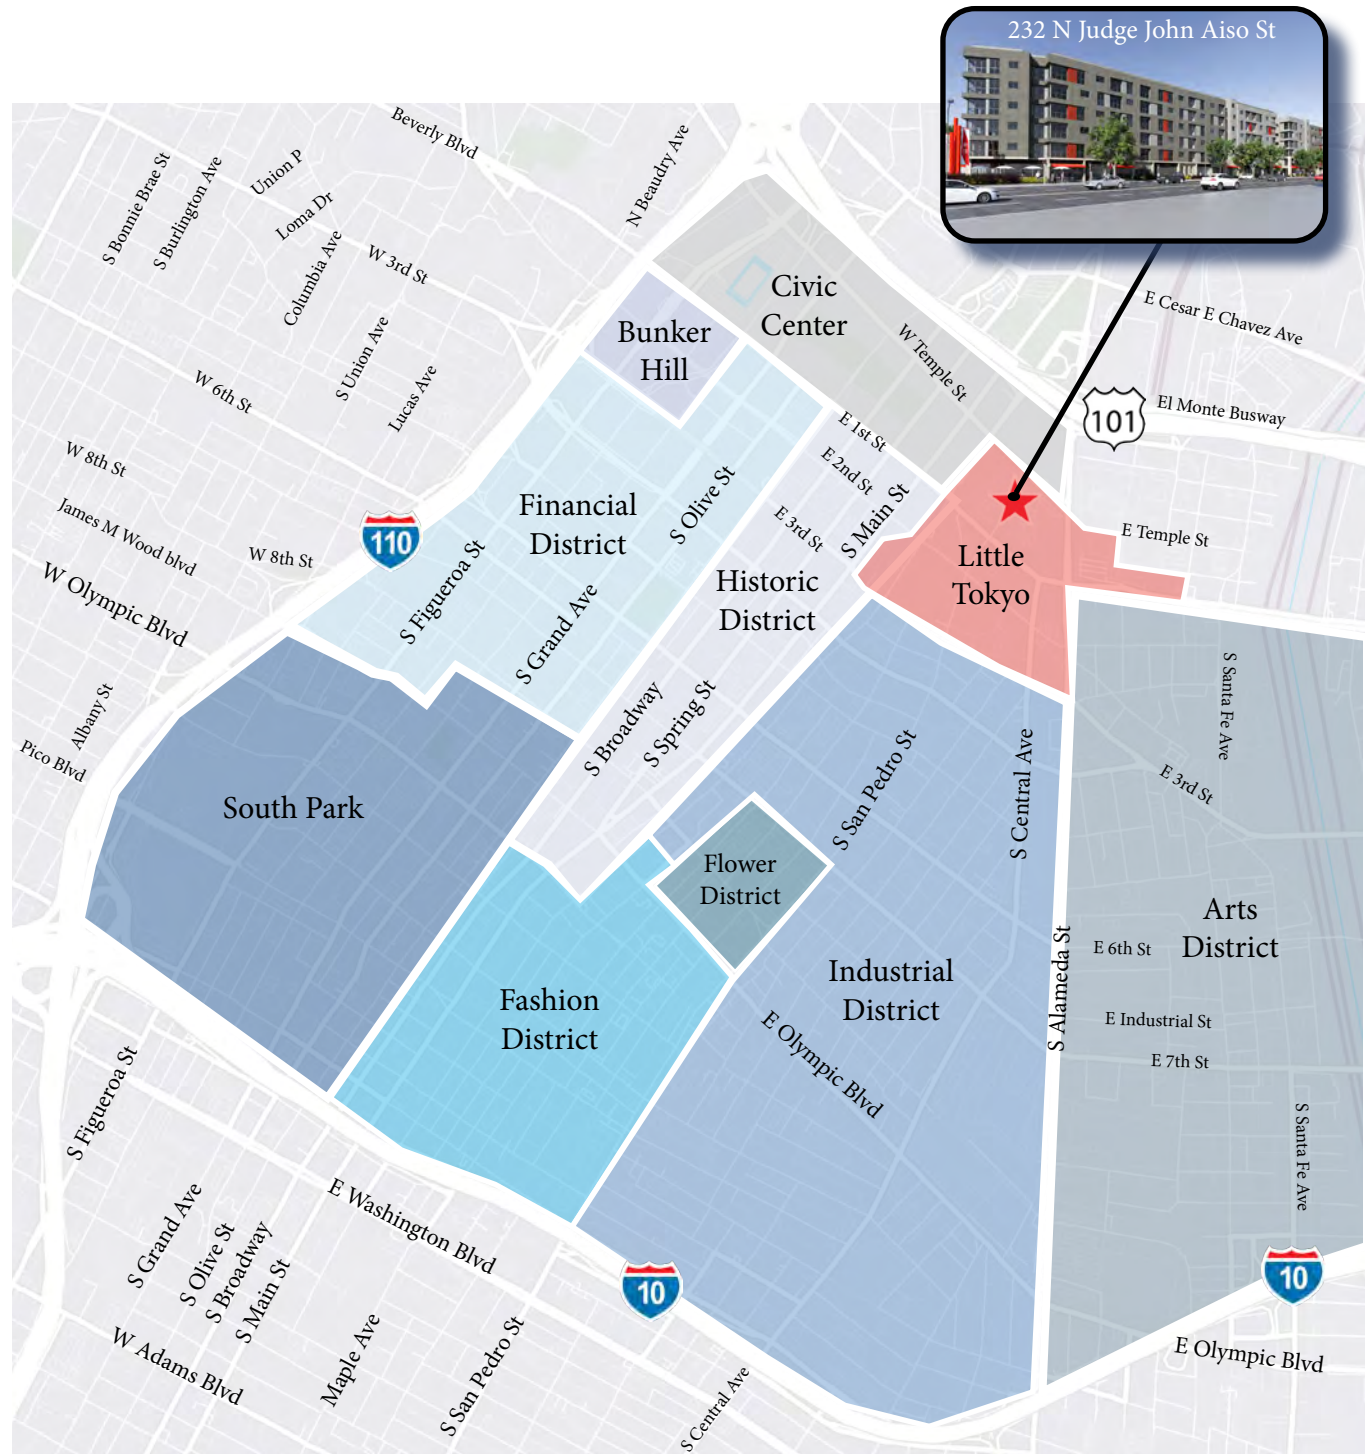 232 N Judge John Aiso St
Beverly Blvd
N Beaudry Ave
Union P
S Bonnie Brae St
S Burlington Ave
Loma Dr
Columbia Ave
W 3rd St
S Union Ave
Lucas Ave
W 6th St
W 8th St
James M Wood blvd
W 8th St
W Olympic Blvd
Albany St
Pico Blvd
110
Civic
Center
Bunker
Hill
W Temple St
E Cesar E Chavez Ave
El Monte Busway
101
E 1st St
E 2nd St
E 3rd St
S Main St
S Olive St
Financial
District
S Figueroa St
S Grand Ave
Historic
District
Little
Tokyo
E Temple St
S Broadway
S Spring St
S San Pedro St
S Central Ave
S Santa Fe Ave
E 3rd St
South Park
Flower
District
Arts
District
S Alameda St
E 6th St
E Industrial St
E 7th St
Industrial
District
Fashion
District
E Olympic Blvd
S Santa Fe Ave
S Figueroa St
S Grand Ave
S Olive St
S Broadway
S Main St
E Washington Blvd
10
10
W Adams Blvd
Maple Ave
S San Pedro St
S Central Ave
E Olympic Blvd